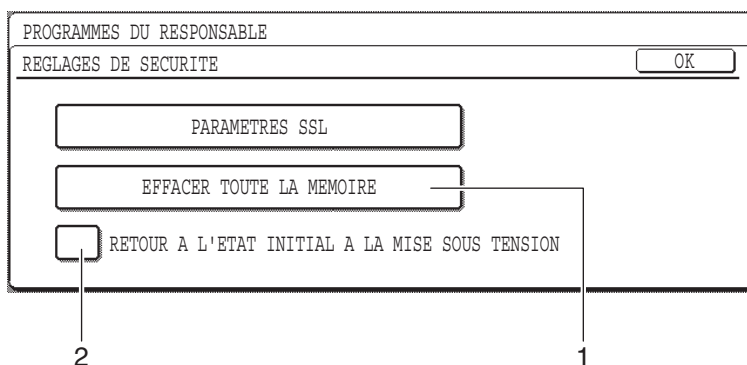 PROGRAMMES DU RESPONSABLE
REGLAGES DE SECURITE OK
PARAMETRES SSL
EFFACER TOUTE LA MEMOIRE
RETOUR A L'ETAT INITIAL A LA MISE SOUS TENSION
2 1